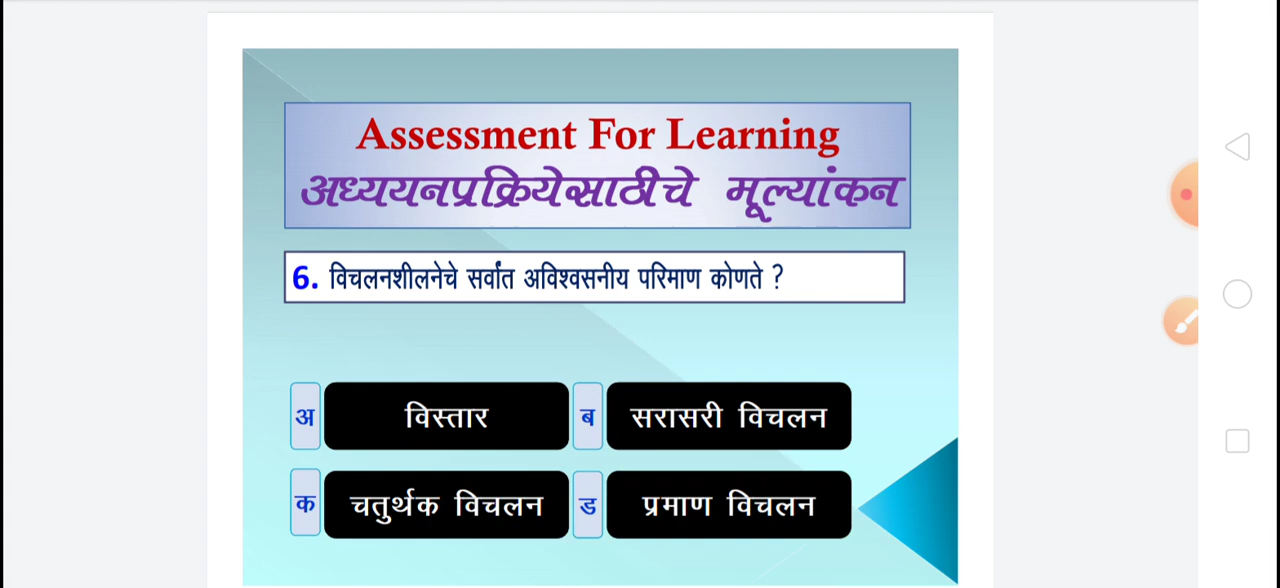 Assessment For Learning
अध्ययनप्रक्रियेसाठीचे मूल्यांकन
6. विचलनशीलनेचे सर्वांत अविश्वसनीय परिमाण कोणते ?
अ विस्तार ब सरासरी विचलन
क चतुर्थक विचलन ड प्रमाण विचलन